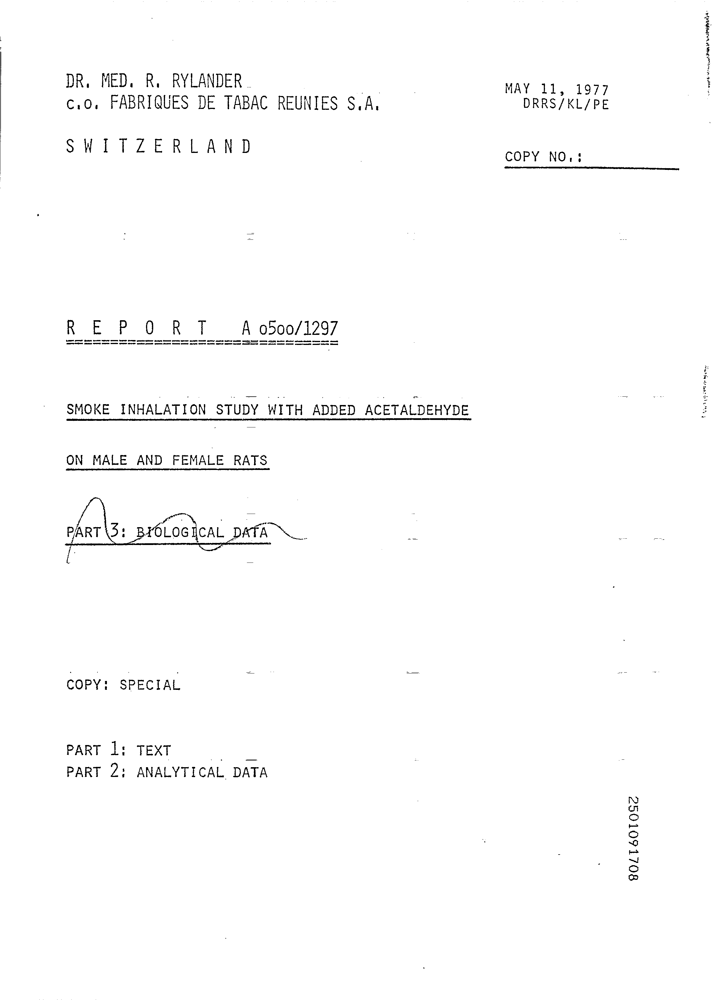 DR. MED. R. RYLANDER
c.o. FABRIQUES DE TABAC REUNIES S.A.
SWITZERLAND
MAY 11, 1977
DRRS/KL/PE
COPY NO.:
REPORT A o5oo/1297
SMOKE INHALATION STUDY WITH ADDED ACETALDEHYDE
ON MALE AND FEMALE RATS
PART 3: BIOLOGICAL DATA
COPY: SPECIAL
PART 1: TEXT
PART 2: ANALYTICAL DATA
2501091708